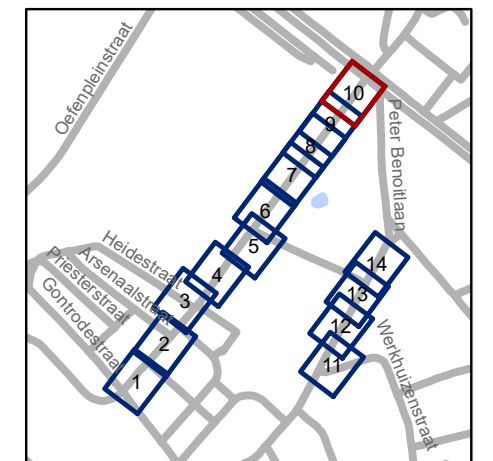 Oefenpleinstraat
10
Peter Benoitlaan
9
8
7
6
5
14
Heidestraat
Arsenaalstraat
Priesterstraat
Gontrodestraat
4
13
3
12
2
Werkhuizenstraat
11
1